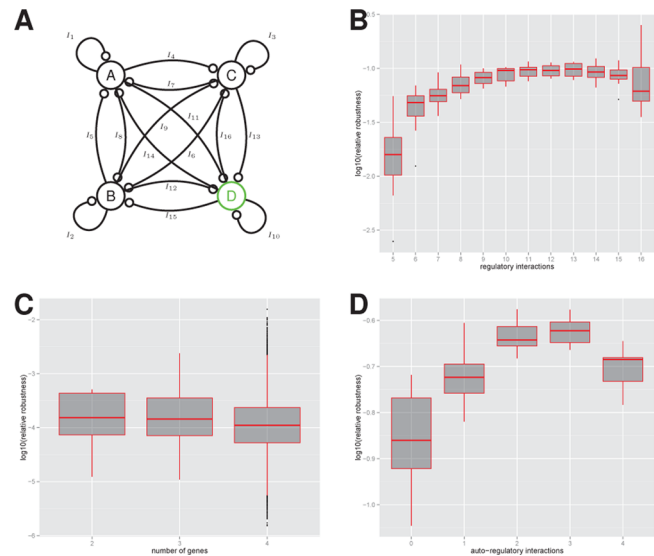 A
I1
I3
I4
A
C
I7
I5
I8
I9
I11
I16
I13
I14
I6
B
I12
D
I15
I2
I10
B
log10(relative robustness)
−0.5
−1.0
−1.5
−2.0
−2.5
5 6 7 8 9 10 11 12 13 14 15 16
regulatory interactions
C
log10(relative robustness)
−2
−3
−4
−5
−6
2 3 4
number of genes
D
log10(relative robustness)
−0.6
−0.7
−0.8
−0.9
−1.0
0 1 2 3 4
auto−regulatory interactions